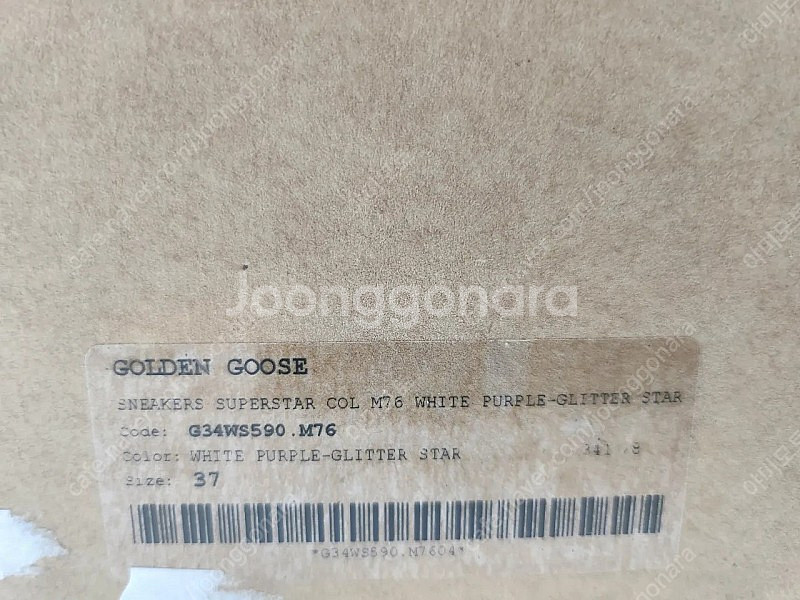 Joonggonara
GOLDEN GOOSE
SNEAKERS SUPERSTAR COL M76 WHITE PURPLE-GLITTER STAR
Code: G34WS590.M76
Color: WHITE PURPLE-GLITTER STAR
Size: 37
*G34WS590.M7604*